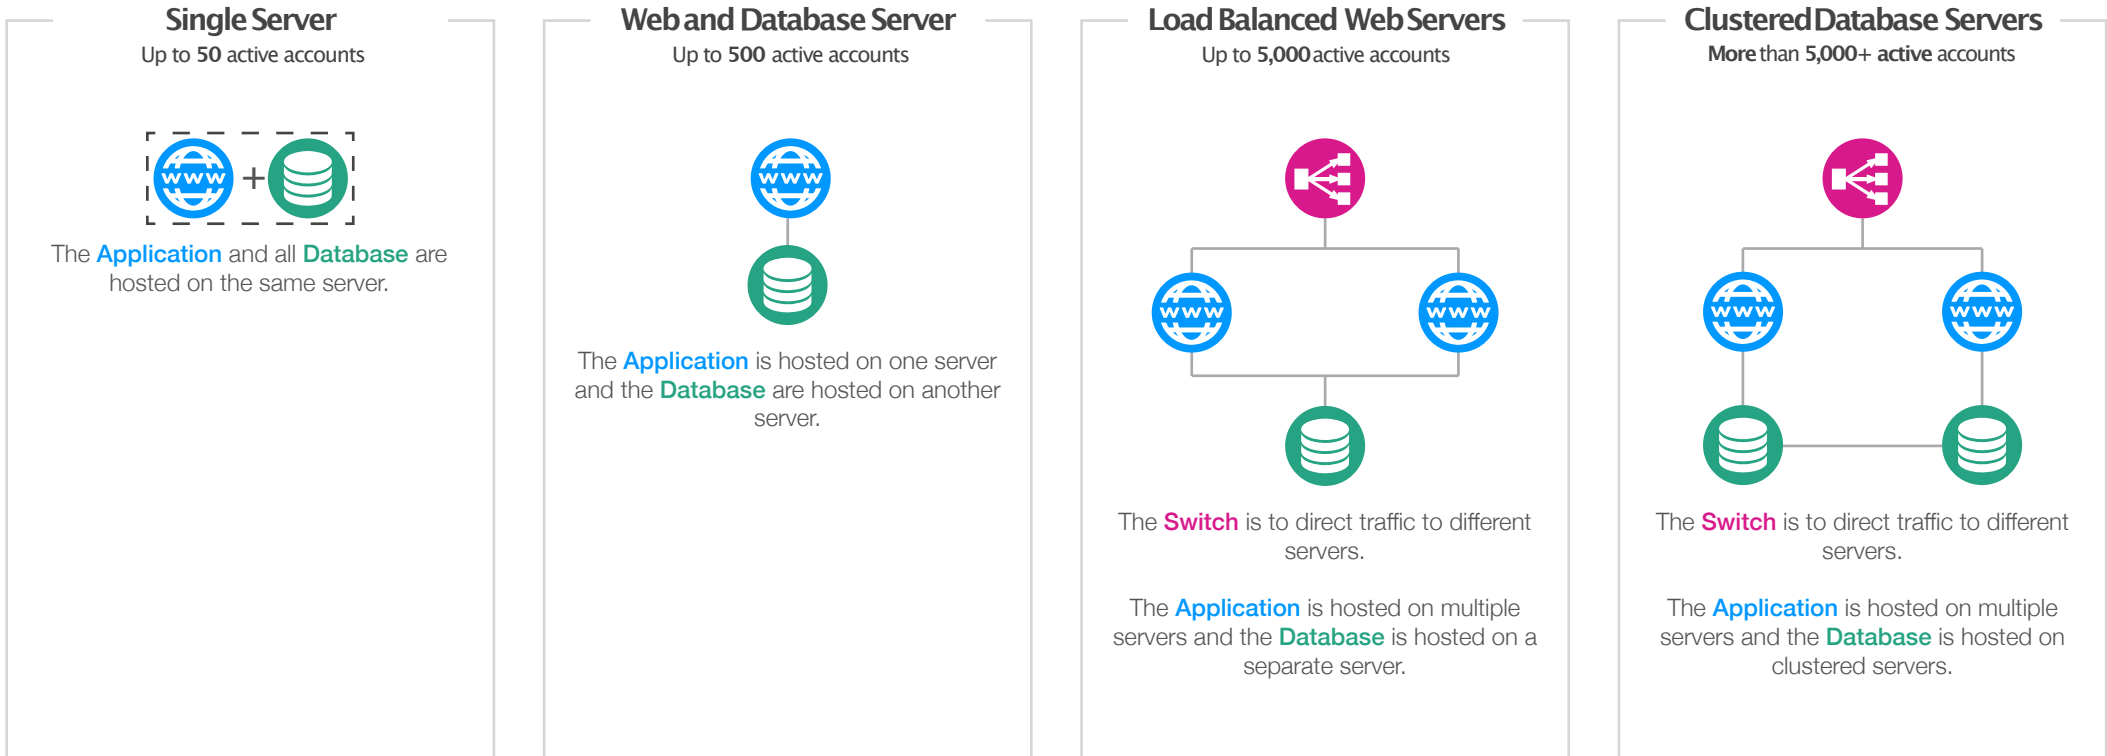 Single Server
Up to 50 active accounts
www
+
The Application and all Database are
hosted on the same server.
Web and Database Server
Up to 500 active accounts
www
The Application is hosted on one server
and the Database are hosted on another
server.
Load Balanced Web Servers
Up to 5,000 active accounts
www
www
The Switch is to direct traffic to different
servers.
The Application is hosted on multiple
servers and the Database is hosted on a
separate server.
Clustered Database Servers
More than 5,000+ active accounts
www
www
The Switch is to direct traffic to different
servers.
The Application is hosted on multiple
servers and the Database is hosted on
clustered servers.